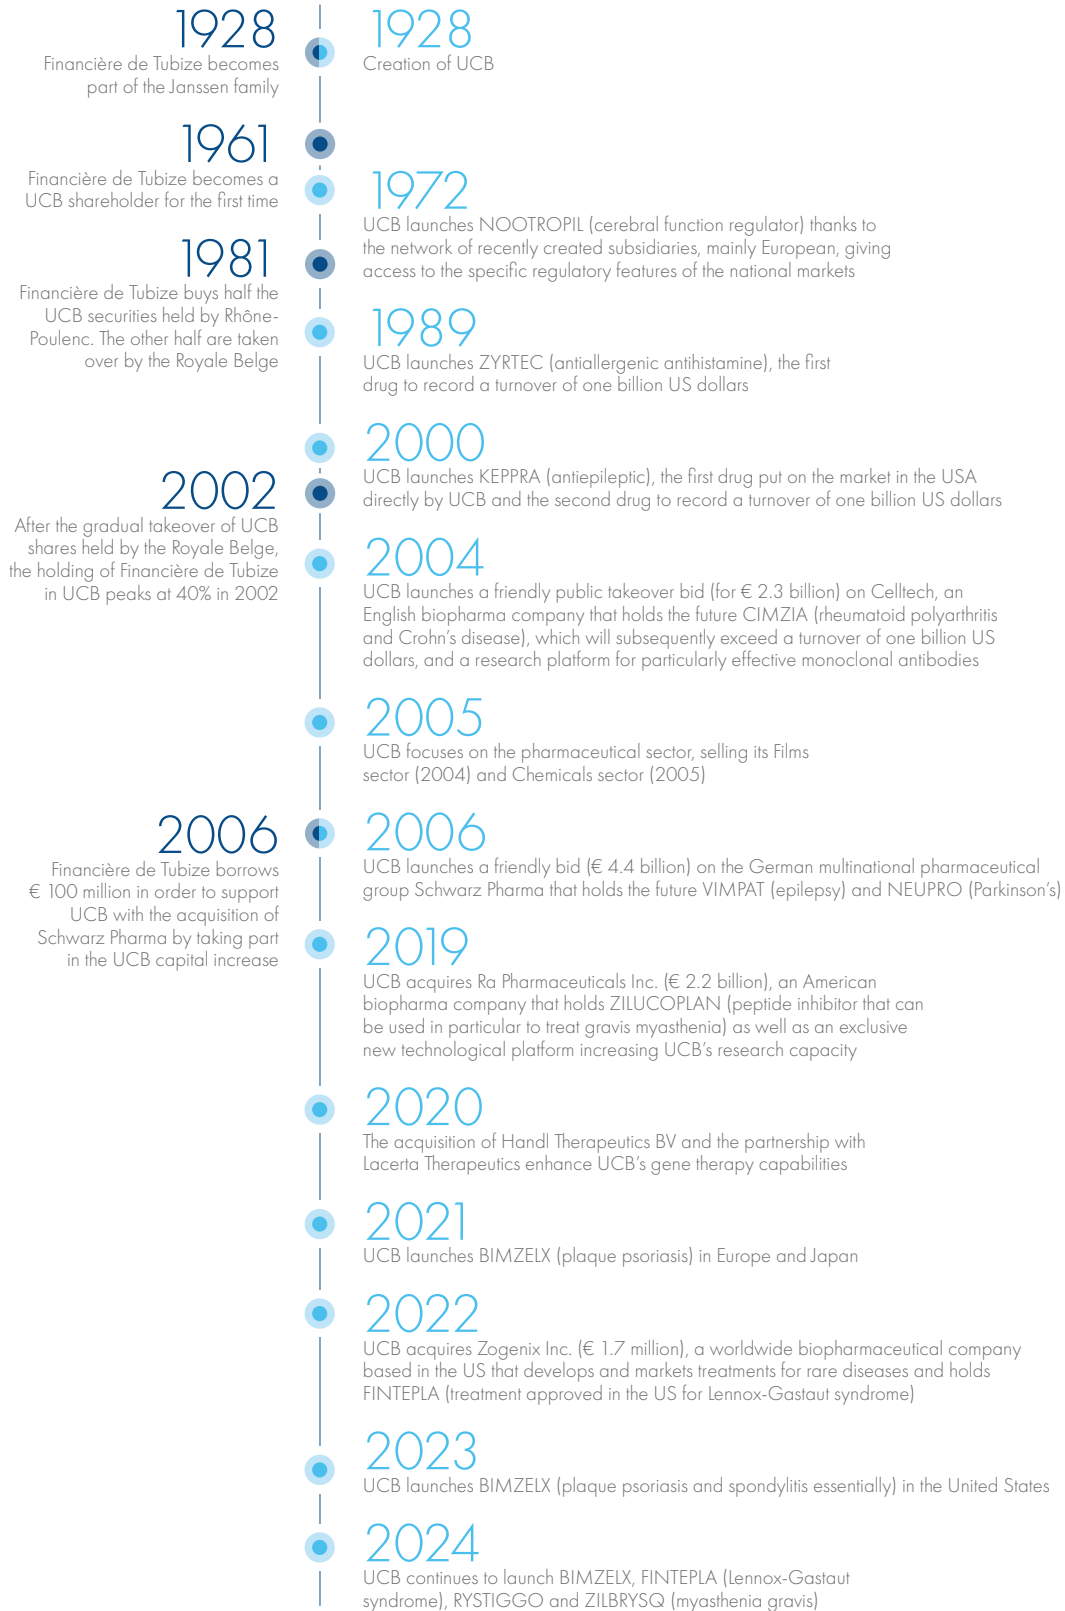 1928
Financière de Tubize becomes
part of the Janssen family
1928
Creation of UCB
1961
Financière de Tubize becomes a
UCB shareholder for the first time
1972
UCB launches NOOTROPIL (cerebral function regulator) thanks to
the network of recently created subsidiaries, mainly European, giving
access to the specific regulatory features of the national markets
1981
Financière de Tubize buys half the
UCB securities held by Rhône-
Poulenc. The other half are taken
over by the Royale Belge
1989
UCB launches ZYRTEC (antiallergenic antihistamine), the first
drug to record a turnover of one billion US dollars
2000
UCB launches KEPPRA (antiepileptic), the first drug put on the market in the USA
directly by UCB and the second drug to record a turnover of one billion US dollars
2002
After the gradual takeover of UCB
shares held by the Royale Belge,
the holding of Financière de Tubize
in UCB peaks at 40% in 2002
2004
UCB launches a friendly public takeover bid (for € 2.3 billion) on Celltech, an
English biopharma company that holds the future CIMZIA (rheumatoid polyarthritis
and Crohn's disease), which will subsequently exceed a turnover of one billion US
dollars, and a research platform for particularly effective monoclonal antibodies
2005
UCB focuses on the pharmaceutical sector, selling its Films
sector (2004) and Chemicals sector (2005)
2006
Financière de Tubize borrows
€ 100 million in order to support
UCB with the acquisition of
Schwarz Pharma by taking part
in the UCB capital increase
2006
UCB launches a friendly bid (€ 4.4 billion) on the German multinational pharmaceutical
group Schwarz Pharma that holds the future VIMPAT (epilepsy) and NEUPRO (Parkinson's)
2019
UCB acquires Ra Pharmaceuticals Inc. (€ 2.2 billion), an American
biopharma company that holds ZILUCOPLAN (peptide inhibitor that can
be used in particular to treat gravis myasthenia) as well as an exclusive
new technological platform increasing UCB's research capacity
2020
The acquisition of Handl Therapeutics BV and the partnership with
Lacerta Therapeutics enhance UCB's gene therapy capabilities
2021
UCB launches BIMZELX (plaque psoriasis) in Europe and Japan
2022
UCB acquires Zogenix Inc. (€ 1.7 million), a worldwide biopharmaceutical company
based in the US that develops and markets treatments for rare diseases and holds
FINTEPLA (treatment approved in the US for Lennox-Gastaut syndrome)
2023
UCB launches BIMZELX (plaque psoriasis and spondylitis essentially) in the United States
2024
UCB continues to launch BIMZELX, FINTEPLA (Lennox-Gastaut
syndrome), RYSTIGGO and ZILBRYSQ (myasthenia gravis)